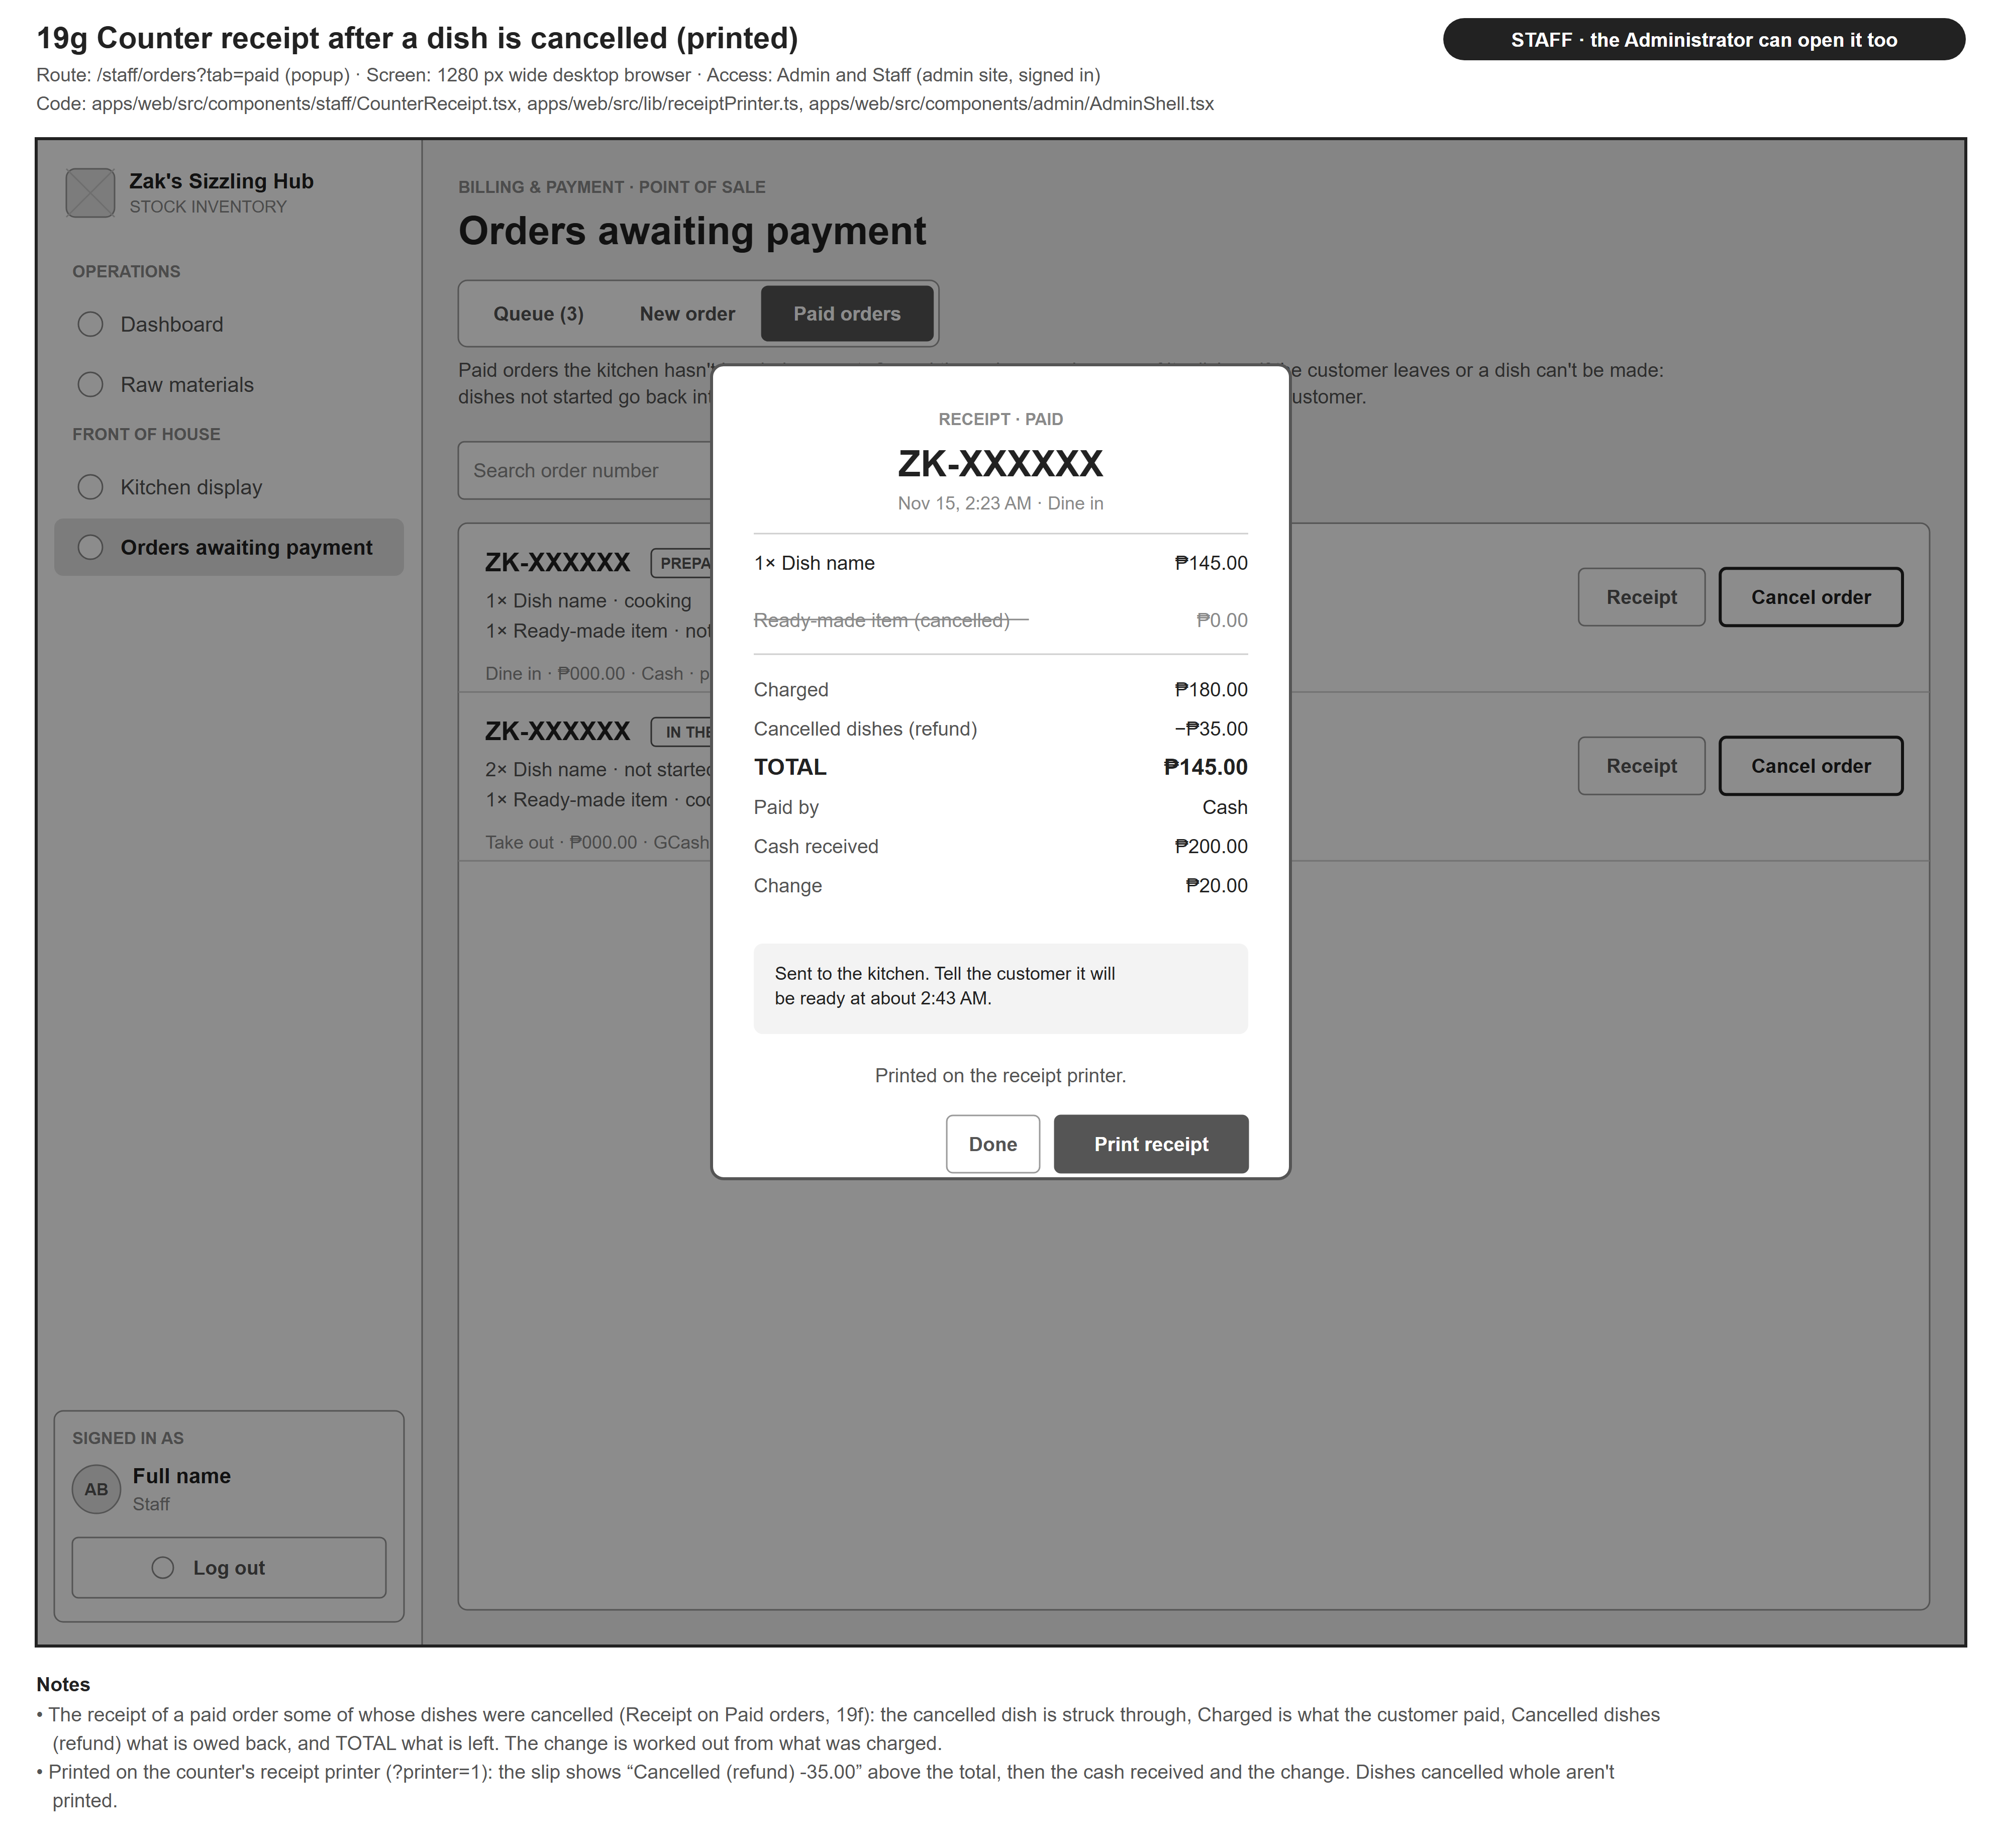 19g Counter receipt after a dish is cancelled (printed)
STAFF · the Administrator can open it too
Route: /staff/orders?tab=paid (popup) · Screen: 1280 px wide desktop browser · Access: Admin and Staff (admin site, signed in)
Code: apps/web/src/components/staff/CounterReceipt.tsx, apps/web/src/lib/receiptPrinter.ts, apps/web/src/components/admin/AdminShell.tsx
Zak's Sizzling Hub
STOCK INVENTORY
OPERATIONS
Dashboard
Raw materials
FRONT OF HOUSE
Kitchen display
Orders awaiting payment
SIGNED IN AS
AB
Full name
Staff
Log out
BILLING & PAYMENT · POINT OF SALE
Orders awaiting payment
Queue (3)
New order
Paid orders
Paid orders the kitchen hasn't
customer leaves or a dish can't be made:
dishes not started go back
Search order number
ZK-XXXXXX
1× Dish name · cooking
1× Ready-made item ·
Dine in · ₱000.00 · Cash ·
Receipt
Cancel order
ZK-XXXXXX
IN
2× Dish name · not started
1× Ready-made item ·
Take out · ₱000.00 · GCash
Receipt
Cancel order
RECEIPT · PAID
ZK-XXXXXX
Nov 15, 2:23 AM · Dine in
1× Dish name ₱145.00
Ready-made item (cancelled) ₱0.00
Charged ₱180.00
Cancelled dishes (refund) −₱35.00
TOTAL ₱145.00
Paid by Cash
Cash received ₱200.00
Change ₱20.00
Sent to the kitchen. Tell the customer it will
be ready at about 2:43 AM.
Printed on the receipt printer.
Done
Print receipt
Notes
• The receipt of a paid order some of whose dishes were cancelled (Receipt on Paid orders, 19f): the cancelled dish is struck through, Charged is what the customer paid, Cancelled dishes
(refund) what is owed back, and TOTAL what is left. The change is worked out from what was charged.
• Printed on the counter's receipt printer (?printer=1): the slip shows “Cancelled (refund) -35.00” above the total, then the cash received and the change. Dishes cancelled whole aren't
printed.